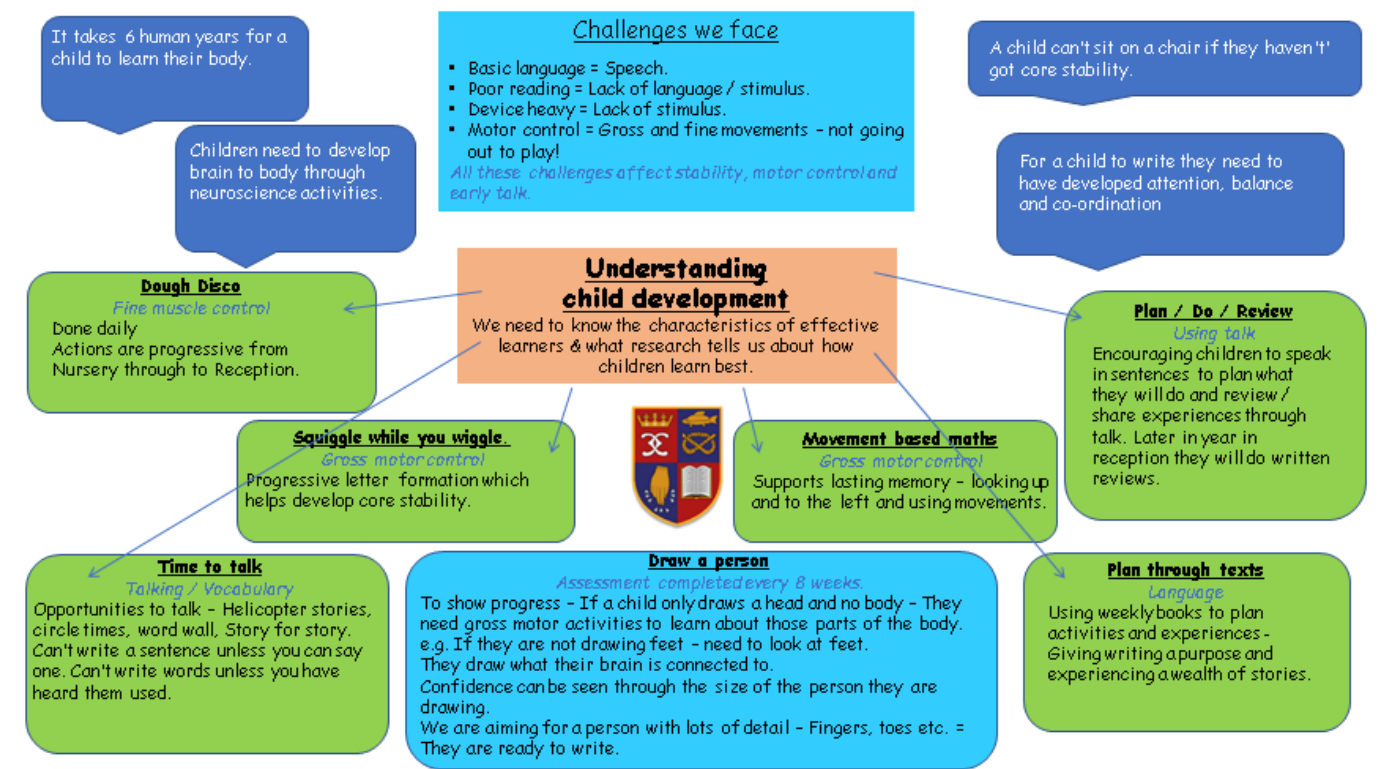 It takes 6 human years for a
child to learn their body.
Children need to develop
brain to body through
neuroscience activities.
Challenges we face
▪ Basic language = Speech.
▪ Poor reading = Lack of language / stimulus.
▪ Device heavy = Lack of stimulus.
▪ Motor control = Gross and fine movements – not going
out to play!
All these challenges affect stability, motor control and
early talk.
A child can't sit on a chair if they haven't'
got core stability.
For a child to write they need to
have developed attention, balance
and co-ordination
Understanding
child development
We need to know the characteristics of effective
learners & what research tells us about how
children learn best.
Dough Disco
Fine muscle control
Done daily
Actions are progressive from
Nursery through to Reception.
Plan / Do / Review
Using talk
Encouraging children to speak
in sentences to plan what
they will do and review /
share experiences through
talk. Later in year in
reception they will do written
reviews.
Squiggle while you wiggle.
Gross motor control
Progressive letter formation which
helps develop core stability.
Movement based maths
Gross motor control
Supports lasting memory – looking up
and to the left and using movements.
Time to talk
Talking / Vocabulary
Opportunities to talk – Helicopter stories,
circle times, word wall, Story for story.
Can't write a sentence unless you can say
one. Can't write words unless you have
heard them used.
Draw a person
Assessment completed every 8 weeks.
To show progress – If a child only draws a head and no body – They
need gross motor activities to learn about those parts of the body.
e.g. If they are not drawing feet – need to look at feet.
They draw what their brain is connected to.
Confidence can be seen through the size of the person they are
drawing.
We are aiming for a person with lots of detail – Fingers, toes etc. =
They are ready to write.
Plan through texts
Language
Using weekly books to plan
activities and experiences -
Giving writing a purpose and
experiencing a wealth of stories.